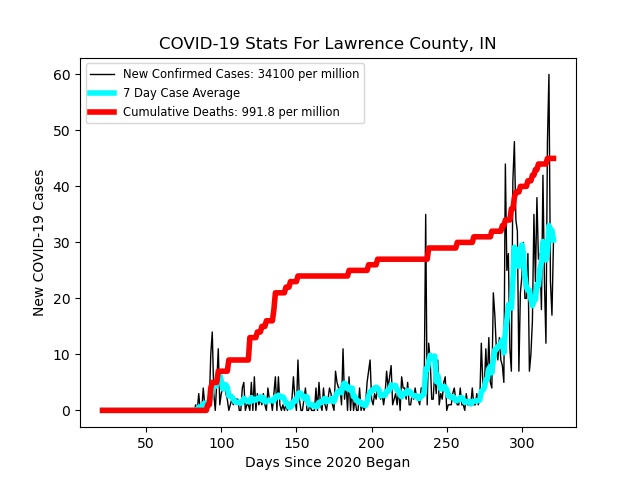 COVID-19 Stats For Lawrence County, IN
New Confirmed Cases: 34100 per million
7 Day Case Average
Cumulative Deaths: 991.8 per million
New COVID-19 Cases
60
50
40
30
20
10
0
50 100 150 200 250 300
Days Since 2020 Began